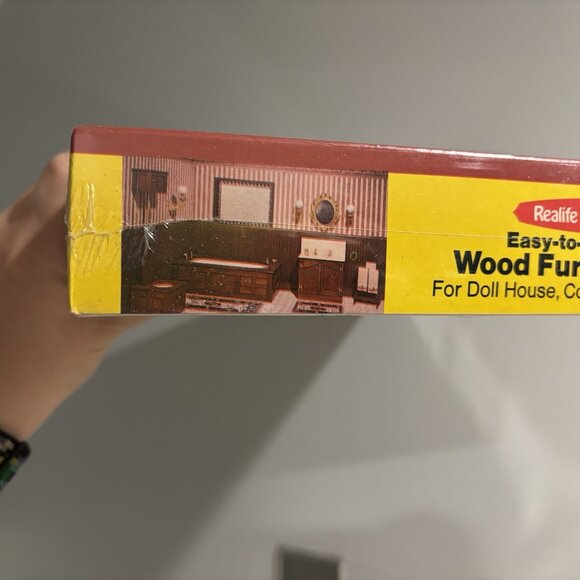 Realife
Easy-to-
Wood Fur
For Doll House, Co